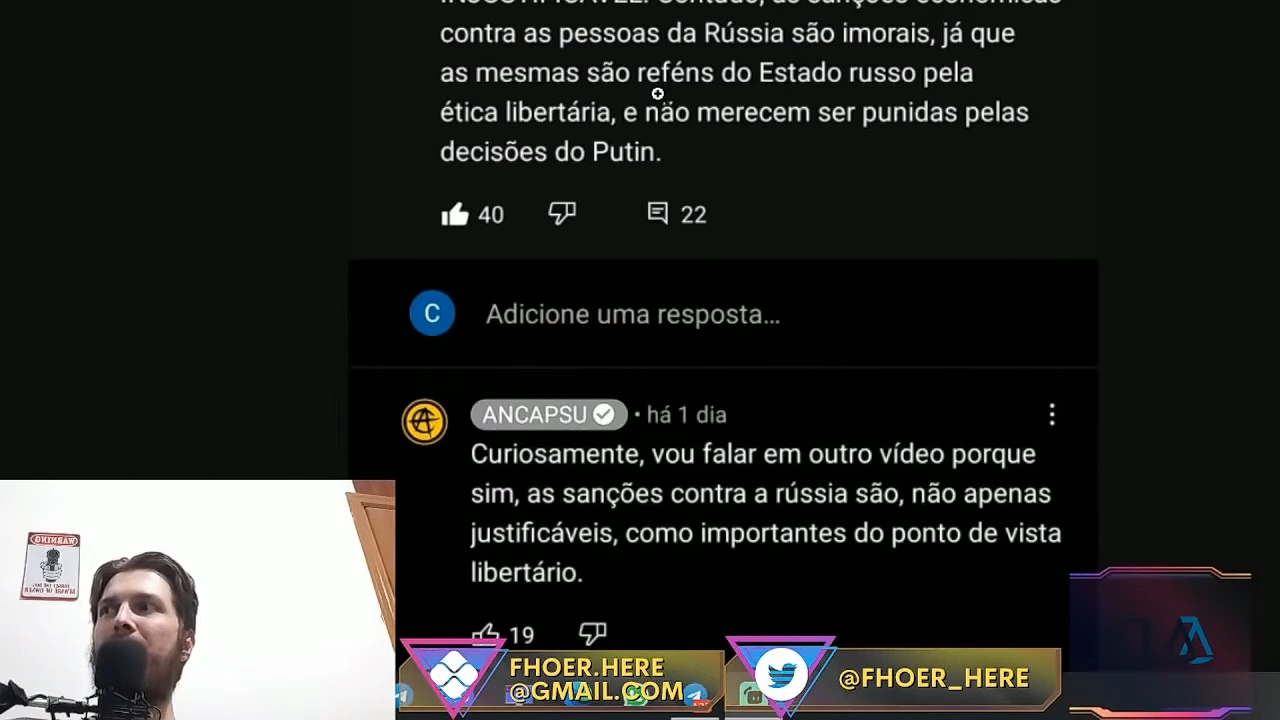 contra as pessoas da Rússia são imorais, já que
as mesmas são reféns do Estado russo pela
ética libertária, e não merecem ser punidas pelas
decisões do Putin.
40
22
C
Adicione uma resposta...
ANCAPSU • há 1 dia
Curiosamente, vou falar em outro vídeo porque
sim, as sanções contra a rússia são, não apenas
justificáveis, como importantes do ponto de vista
libertário.
19
WARNING
FHOER.HERE
@GMAIL.COM
@FHOER_HERE